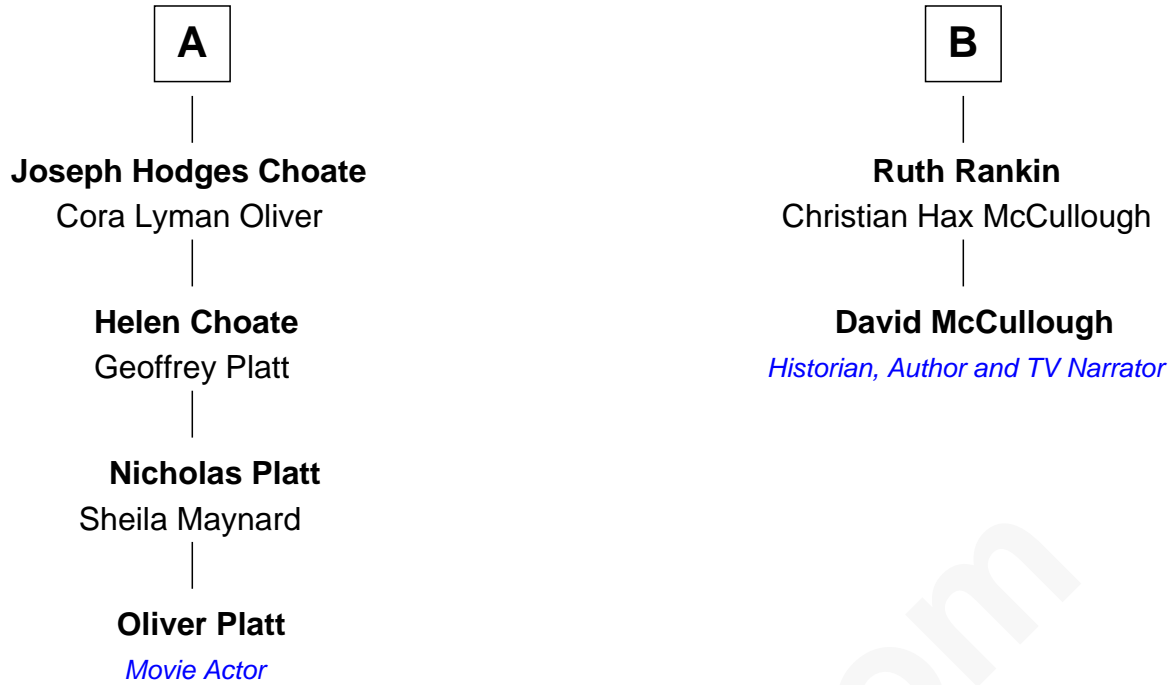 A
Joseph Hodges Choate
Cora Lyman Oliver
Helen Choate
Geoffrey Platt
Nicholas Platt
Sheila Maynard
Oliver Platt
Movie Actor
B
Ruth Rankin
Christian Hax McCullough
David McCullough
Historian, Author and TV Narrator
om